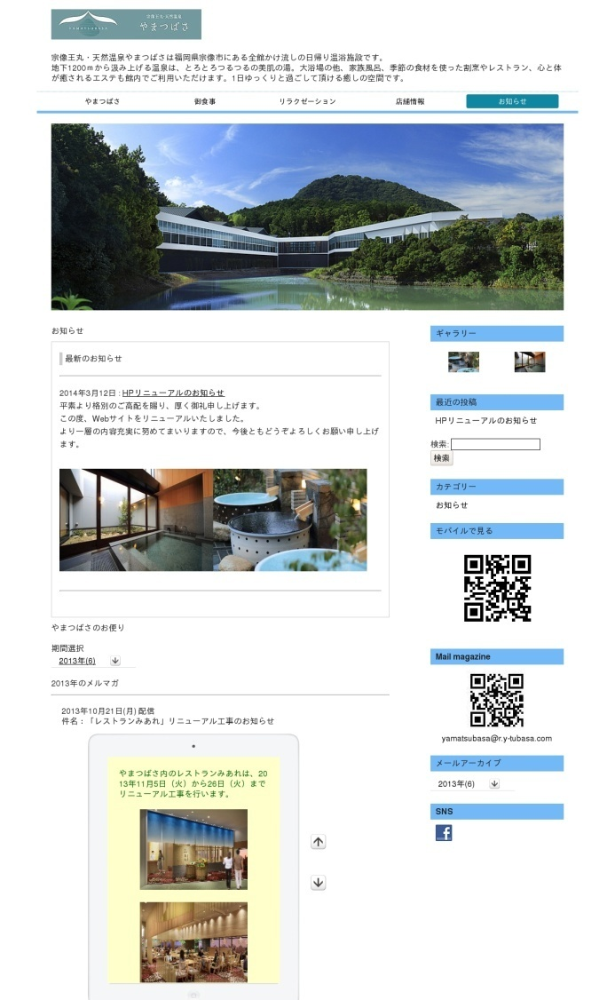 宗像王丸・天然温泉
やまつばさ
YAMATSUBASA
宗像王丸・天然温泉やまつばさは福岡県宗像市にある全館かけ流しの日帰り温浴施設です。
地下1200ｍから汲み上げる温泉は、とろとろつるつるの美肌の湯。大浴場の他、家族風呂、季節の食材を使った割烹やレストラン、心と体
が癒されるエステも館内でご利用いただけます。1日ゆっくりと過ごして頂ける癒しの空間です。
やまつばさ 御食事 リラクゼーション 店舗情報 お知らせ
お知らせ
最新のお知らせ
2014年3月12日 : HPリニューアルのお知らせ
平素より格別のご高配を賜り、厚く御礼申し上げます。
この度、Webサイトをリニューアルいたしました。
より一層の内容充実に努めてまいりますので、今後ともどうぞよろしくお願い申し上げ
ます。
やまつばさのお便り
期間選択
2013年(6)
2013年のメルマガ
2013年10月21日(月) 配信
件名：「レストランみあれ」リニューアル工事のお知らせ
やまつばさ内のレストランみあれは、20
13年11月5日（火）から26日（火）まで
リニューアル工事を行います。
ギャラリー
最近の投稿
HPリニューアルのお知らせ
検索:
検索
カテゴリー
お知らせ
モバイルで見る
Mail magazine
yamatsubasa@r.y-tubasa.com
メールアーカイブ
2013年(6)
SNS